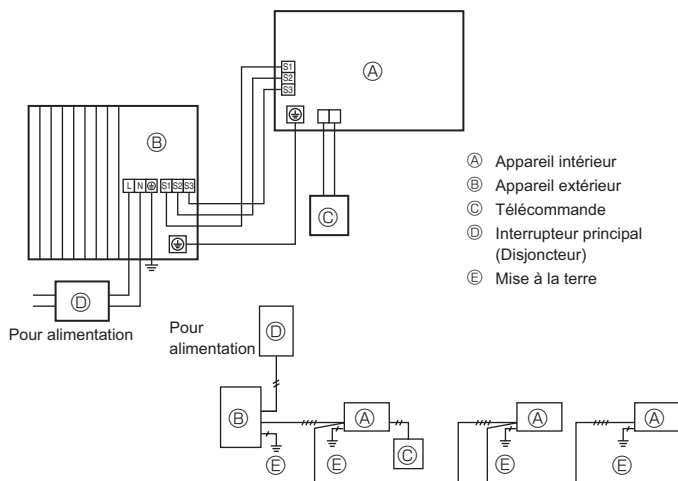 S1
S2
S3
Ⓐ
Ⓑ
L N S1 S2 S3
Ⓒ
Ⓓ
Pour alimentation
Ⓐ Appareil intérieur
Ⓑ Appareil extérieur
Ⓒ Télécommande
Ⓓ Interrupteur principal
(Disjoncteur)
Ⓔ Mise à la terre
Pour
alimentation
Ⓓ
Ⓑ
Ⓐ
Ⓐ
Ⓐ
Ⓒ
Ⓔ
Ⓔ
Ⓔ